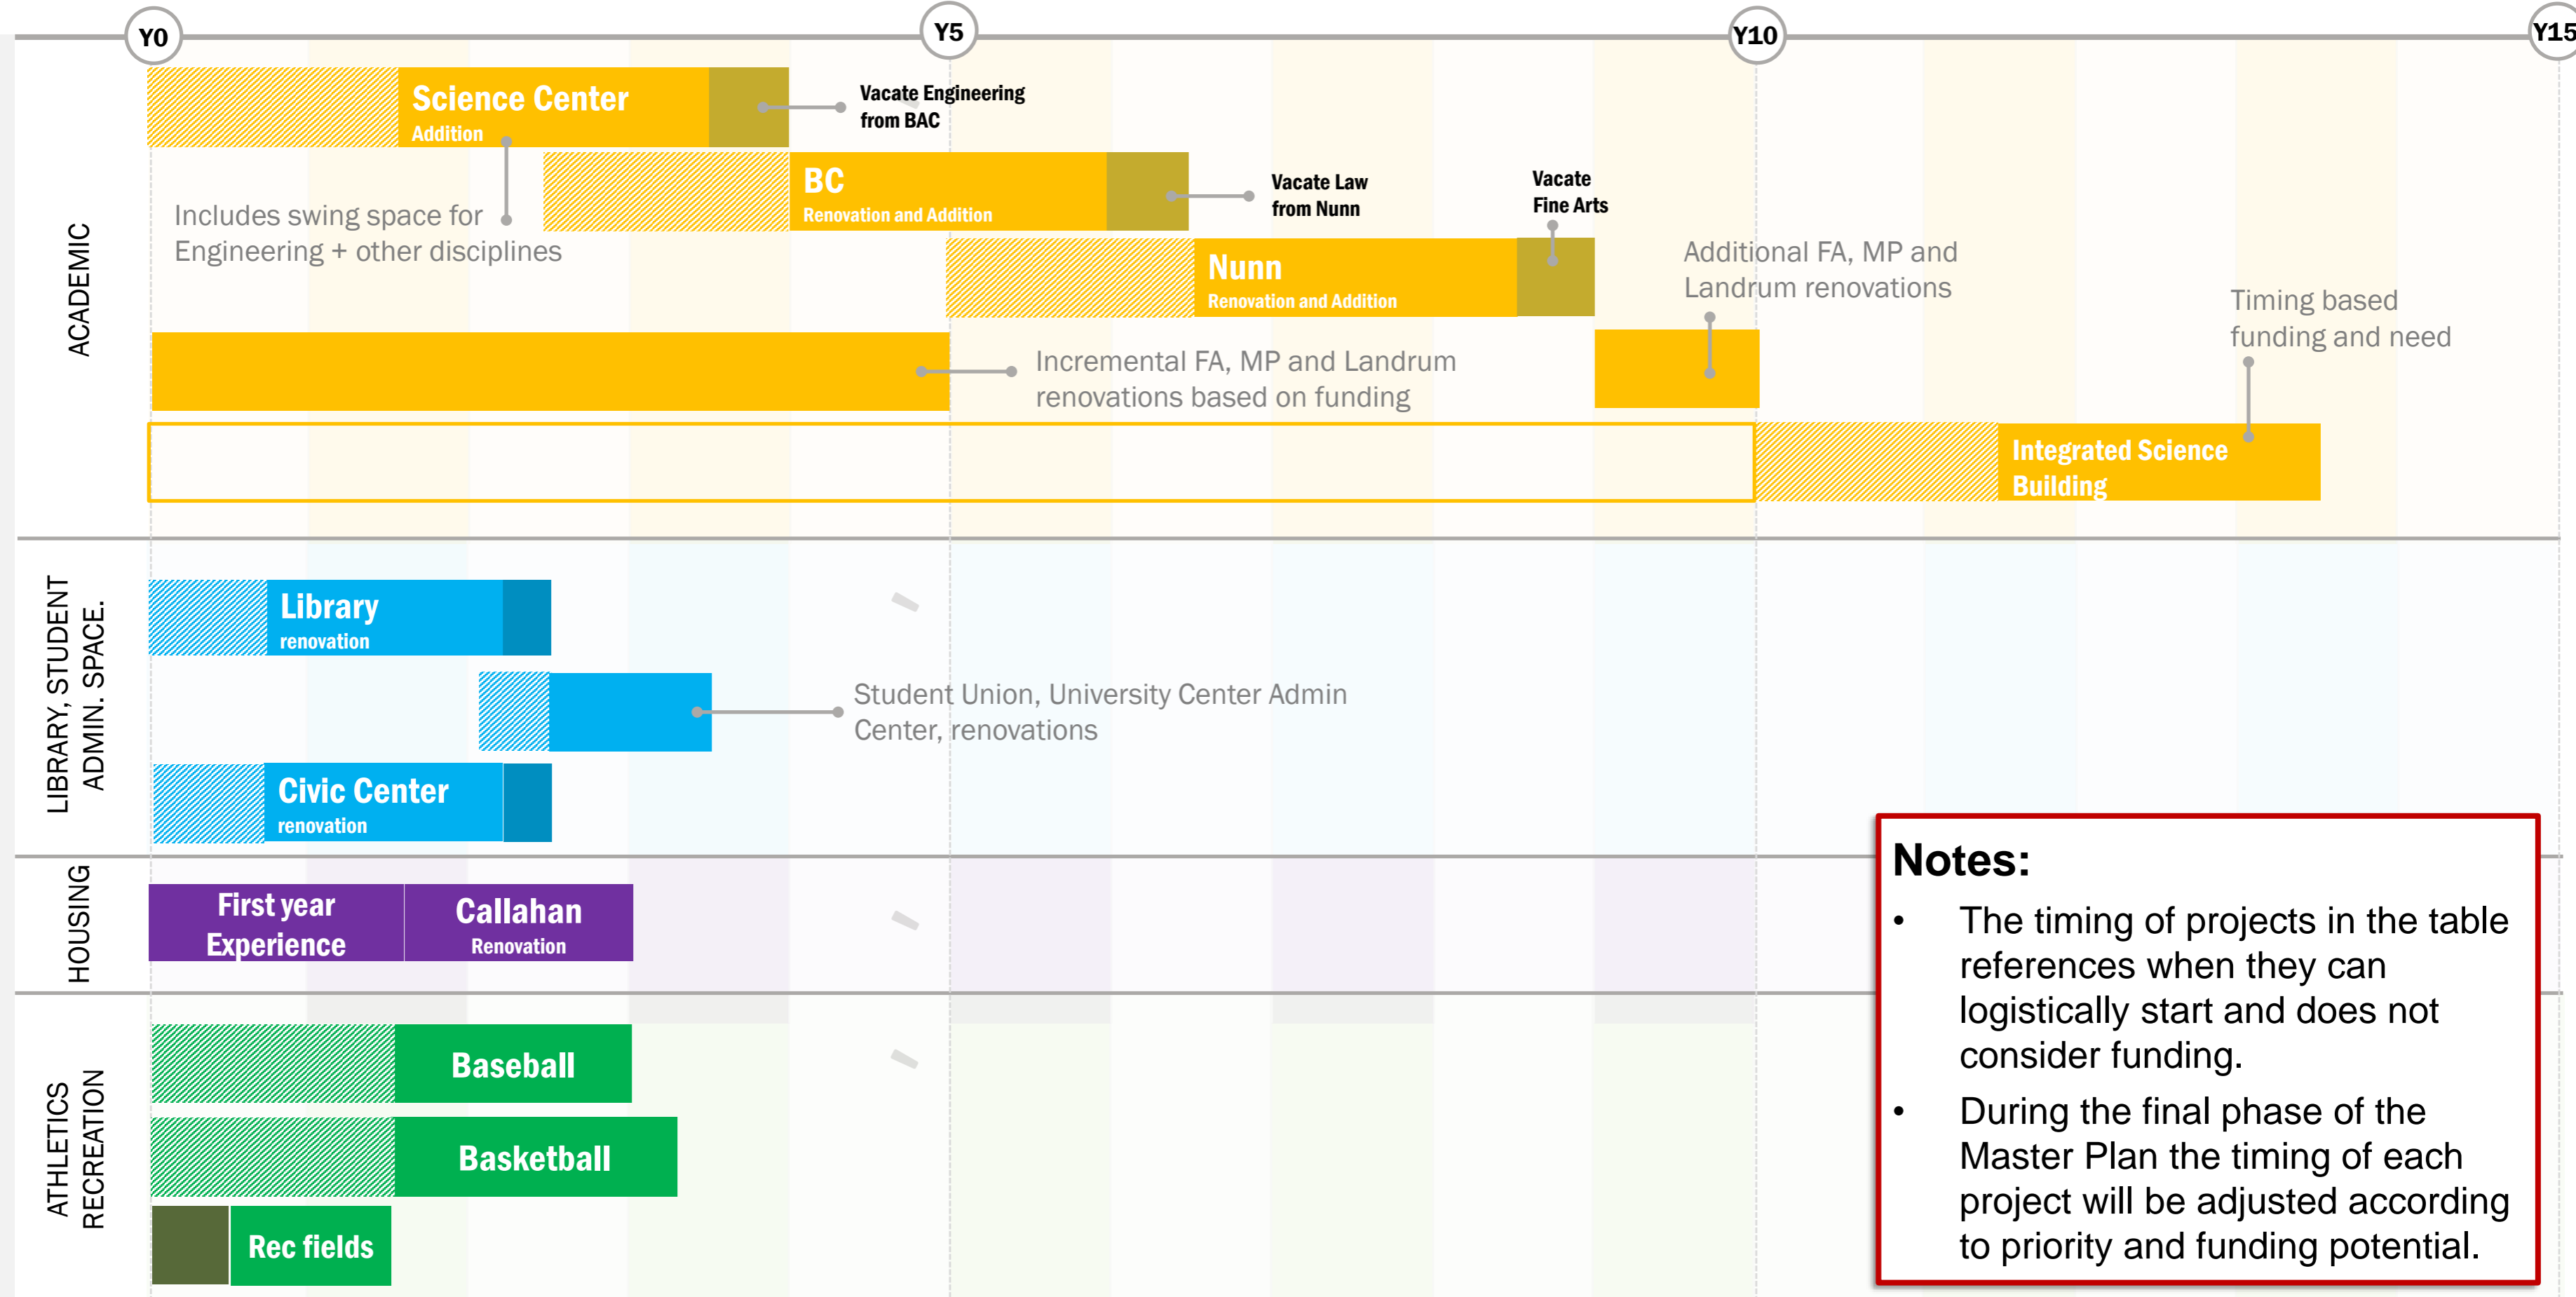 Y0
Y5
Y10
Y15
ACADEMIC
Science Center
Addition
Vacate Engineering
from BAC
Includes swing space for
Engineering + other disciplines
BC
Renovation and Addition
Vacate Law
from Nunn
Vacate
Fine Arts
Nunn
Renovation and Addition
Additional FA, MP and
Landrum renovations
Timing based
funding and need
Incremental FA, MP and Landrum
renovations based on funding
Integrated Science
Building
LIBRARY, STUDENT
ADMIN. SPACE.
Library
renovation
Student Union, University Center Admin
Center, renovations
Civic Center
renovation
HOUSING
First year
Experience
Callahan
Renovation
ATHLETICS
RECREATION
Baseball
Basketball
Rec fields
Notes:
• The timing of projects in the table
references when they can
logistically start and does not
consider funding.
• During the final phase of the
Master Plan the timing of each
project will be adjusted according
to priority and funding potential.